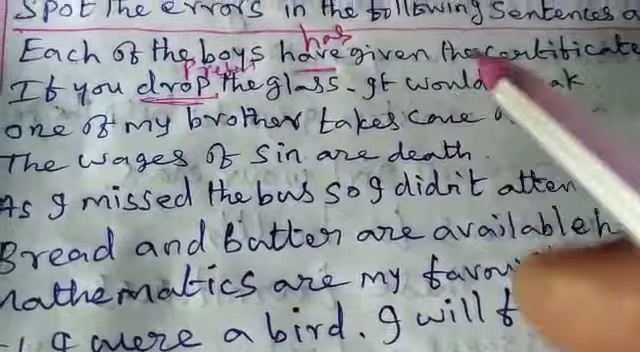 Spot the errors in the following sentences a
has
Each of the boys have given the certificate
If you drop the glass. It would ak
One of my brother takes care
The wages of sin are death.
As I missed the bus so I didn't atten
Bread and butter are available h
Mathematics are my favou
I were a bird. I will f